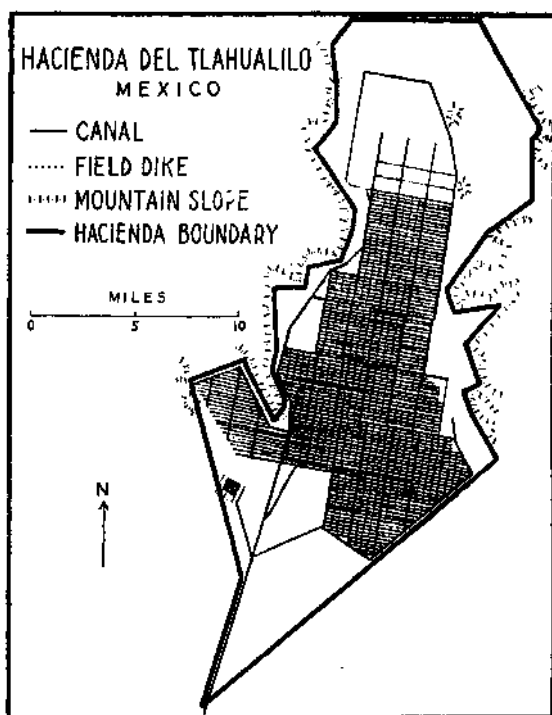 HACIENDA DEL TLAHUALILO
MEXICO
CANAL
FIELD DIKE
MOUNTAIN SLOPE
HACIENDA BOUNDARY
MILES
0 5 10
N